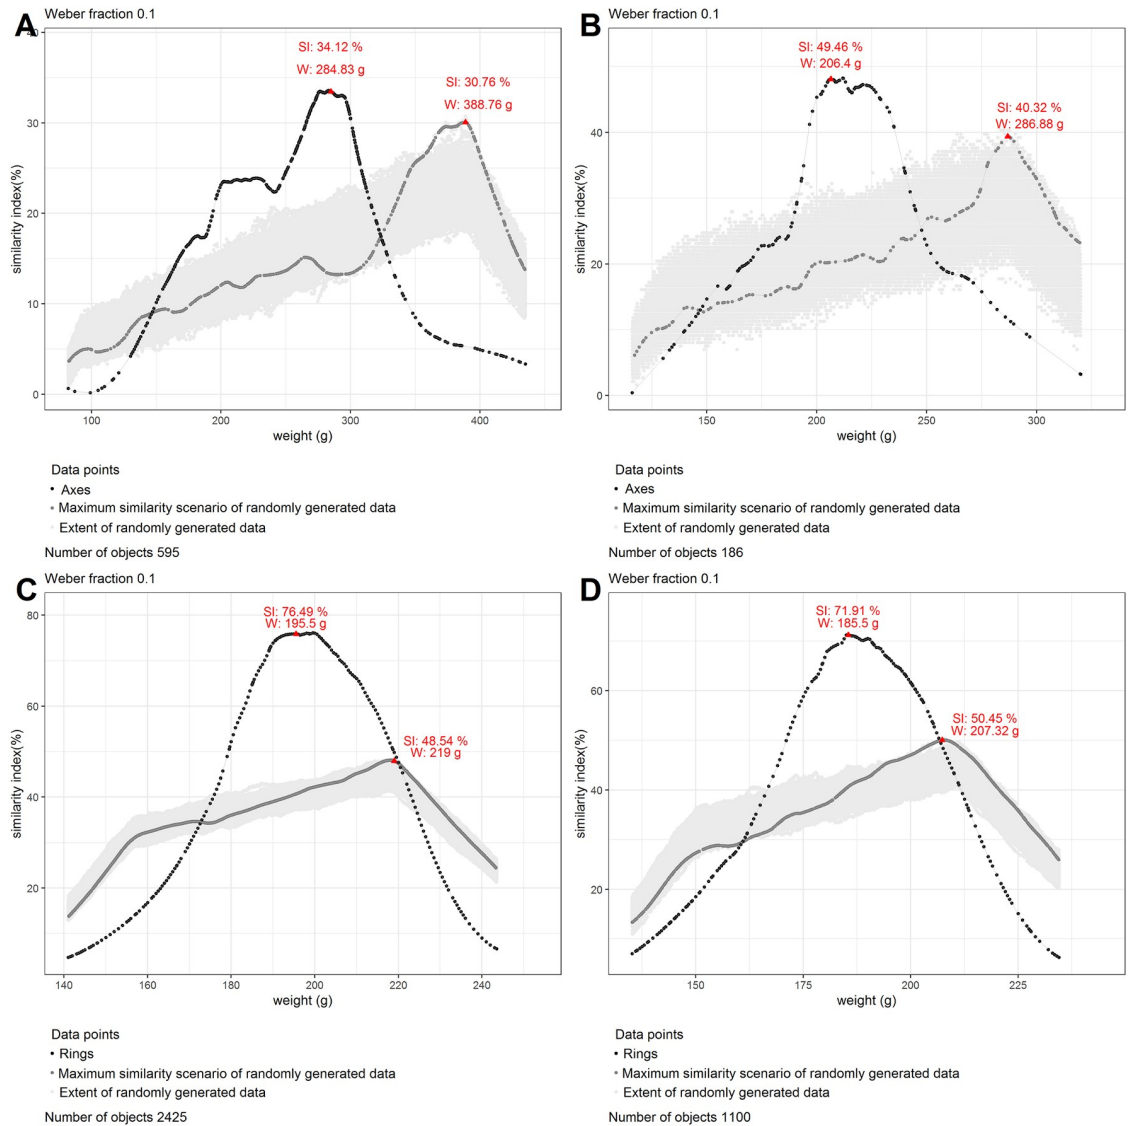 A
Weber fraction 0.1
SI: 34.12 %
W: 284.83 g
SI: 30.76 %
W: 388.76 g
40
30
20
10
0
similarity index(%)
100
200
300
400
weight (g)
Data points
Axes
Maximum similarity scenario of randomly generated data
Extent of randomly generated data
Number of objects 595
B
Weber fraction 0.1
SI: 49.46 %
W: 206.4 g
SI: 40.32 %
W: 286.88 g
40
20
0
similarity index(%)
150
200
250
300
weight (g)
Data points
Axes
Maximum similarity scenario of randomly generated data
Extent of randomly generated data
Number of objects 186
C
Weber fraction 0.1
SI: 76.49 %
W: 195.5 g
SI: 48.54 %
W: 219 g
80
60
40
20
similarity index(%)
140
160
180
200
220
240
weight (g)
Data points
Rings
Maximum similarity scenario of randomly generated data
Extent of randomly generated data
Number of objects 2425
D
Weber fraction 0.1
SI: 71.91 %
W: 185.5 g
SI: 50.45 %
W: 207.32 g
60
40
20
similarity index(%)
150
175
200
225
weight (g)
Data points
Rings
Maximum similarity scenario of randomly generated data
Extent of randomly generated data
Number of objects 1100